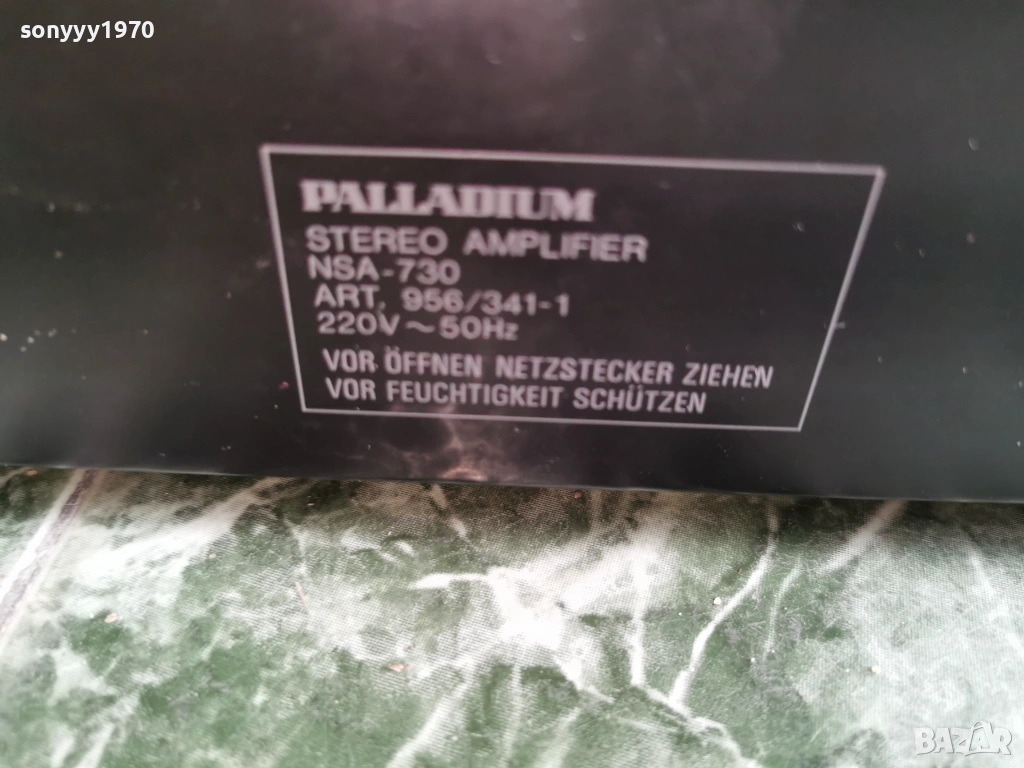 sonyyy1970
PALLADIUM
STEREO AMPLIFIER
NSA-730
ART. 956/341-1
220V ~ 50Hz
VOR ÖFFNEN NETZSTECKER ZIEHEN
VOR FEUCHTIGKEIT SCHÜTZEN
BAZAR